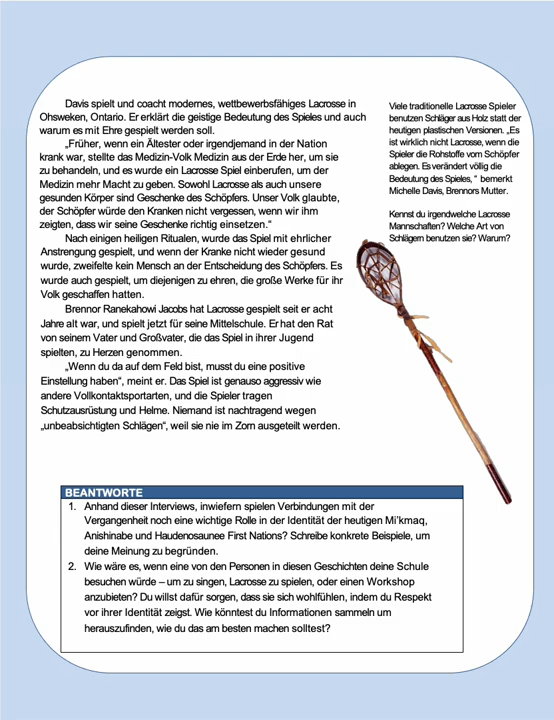 Davis spielt und coacht modernes, wettbewerbsfähiges Lacrosse in
Ohsweken, Ontario. Er erklärt die geistige Bedeutung des Spieles und auch
warum es mit Ehre gespielt werden soll.
„Früher, wenn ein Ältester oder irgendjemand in der Nation
krank war, stellte das Medizin-Volk Medizin aus der Erde her, um sie
zu behandeln, und es wurde ein Lacrosse Spiel einberufen, um der
Medizin mehr Macht zu geben. Sowohl Lacrosse als auch unsere
gesunden Körper sind Geschenke des Schöpfers. Unser Volk glaubte,
der Schöpfer würde den Kranken nicht vergessen, wenn wir ihm
zeigten, dass wir seine Geschenke richtig einsetzen.“
Nach einigen heiligen Ritualen, wurde das Spiel mit ehrlicher
Anstrengung gespielt, und wenn der Kranke nicht wieder gesund
wurde, zweifelte kein Mensch an der Entscheidung des Schöpfers. Es
wurde auch gespielt, um diejenigen zu ehren, die große Werke für ihr
Volk geschaffen hatten.
Brennor Ranekahowi Jacobs hat Lacrosse gespielt seit er acht
Jahre alt war, und spielt jetzt für seine Mittelschule. Er hat den Rat
von seinem Vater und Großvater, die das Spiel in ihrer Jugend
spielten, zu Herzen genommen.
„Wenn du da auf dem Feld bist, musst du eine positive
Einstellung haben“, meint er. Das Spiel ist genauso aggressiv wie
andere Vollkontaktsportarten, und die Spieler tragen
Schutzausrüstung und Helme. Niemand ist nachtragend wegen
„unbeabsichtigten Schlägen“, weil sie nie im Zorn ausgeteilt werden.
Viele traditionelle Lacrosse Spieler
benutzen Schläger aus Holz statt der
heutigen plastischen Versionen. „Es
ist wirklich nicht Lacrosse, wenn die
Spieler die Rohstoffe vom Schöpfer
ablegen. Es verändert völlig die
Bedeutung des Spieles, “ bemerkt
Michelle Davis, Brennors Mutter.
Kennst du irgendwelche Lacrosse
Mannschaften? Welche Art von
Schlägern benutzen sie? Warum?
BEANTWORTE
1. Anhand dieser Interviews, inwiefern spielen Verbindungen mit der
Vergangenheit noch eine wichtige Rolle in der Identität der heutigen Mi'kmaq,
Anishinabe und Haudenosaunee First Nations? Schreibe konkrete Beispiele, um
deine Meinung zu begründen.
2. Wie wäre es, wenn eine von den Personen in diesen Geschichten deine Schule
besuchen würde – um zu singen, Lacrosse zu spielen, oder einen Workshop
anzubieten? Du willst dafür sorgen, dass sie sich wohlfühlen, indem du Respekt
vor ihrer Identität zeigst. Wie könntest du Informationen sammeln um
herauszufinden, wie du das am besten machen solltest?